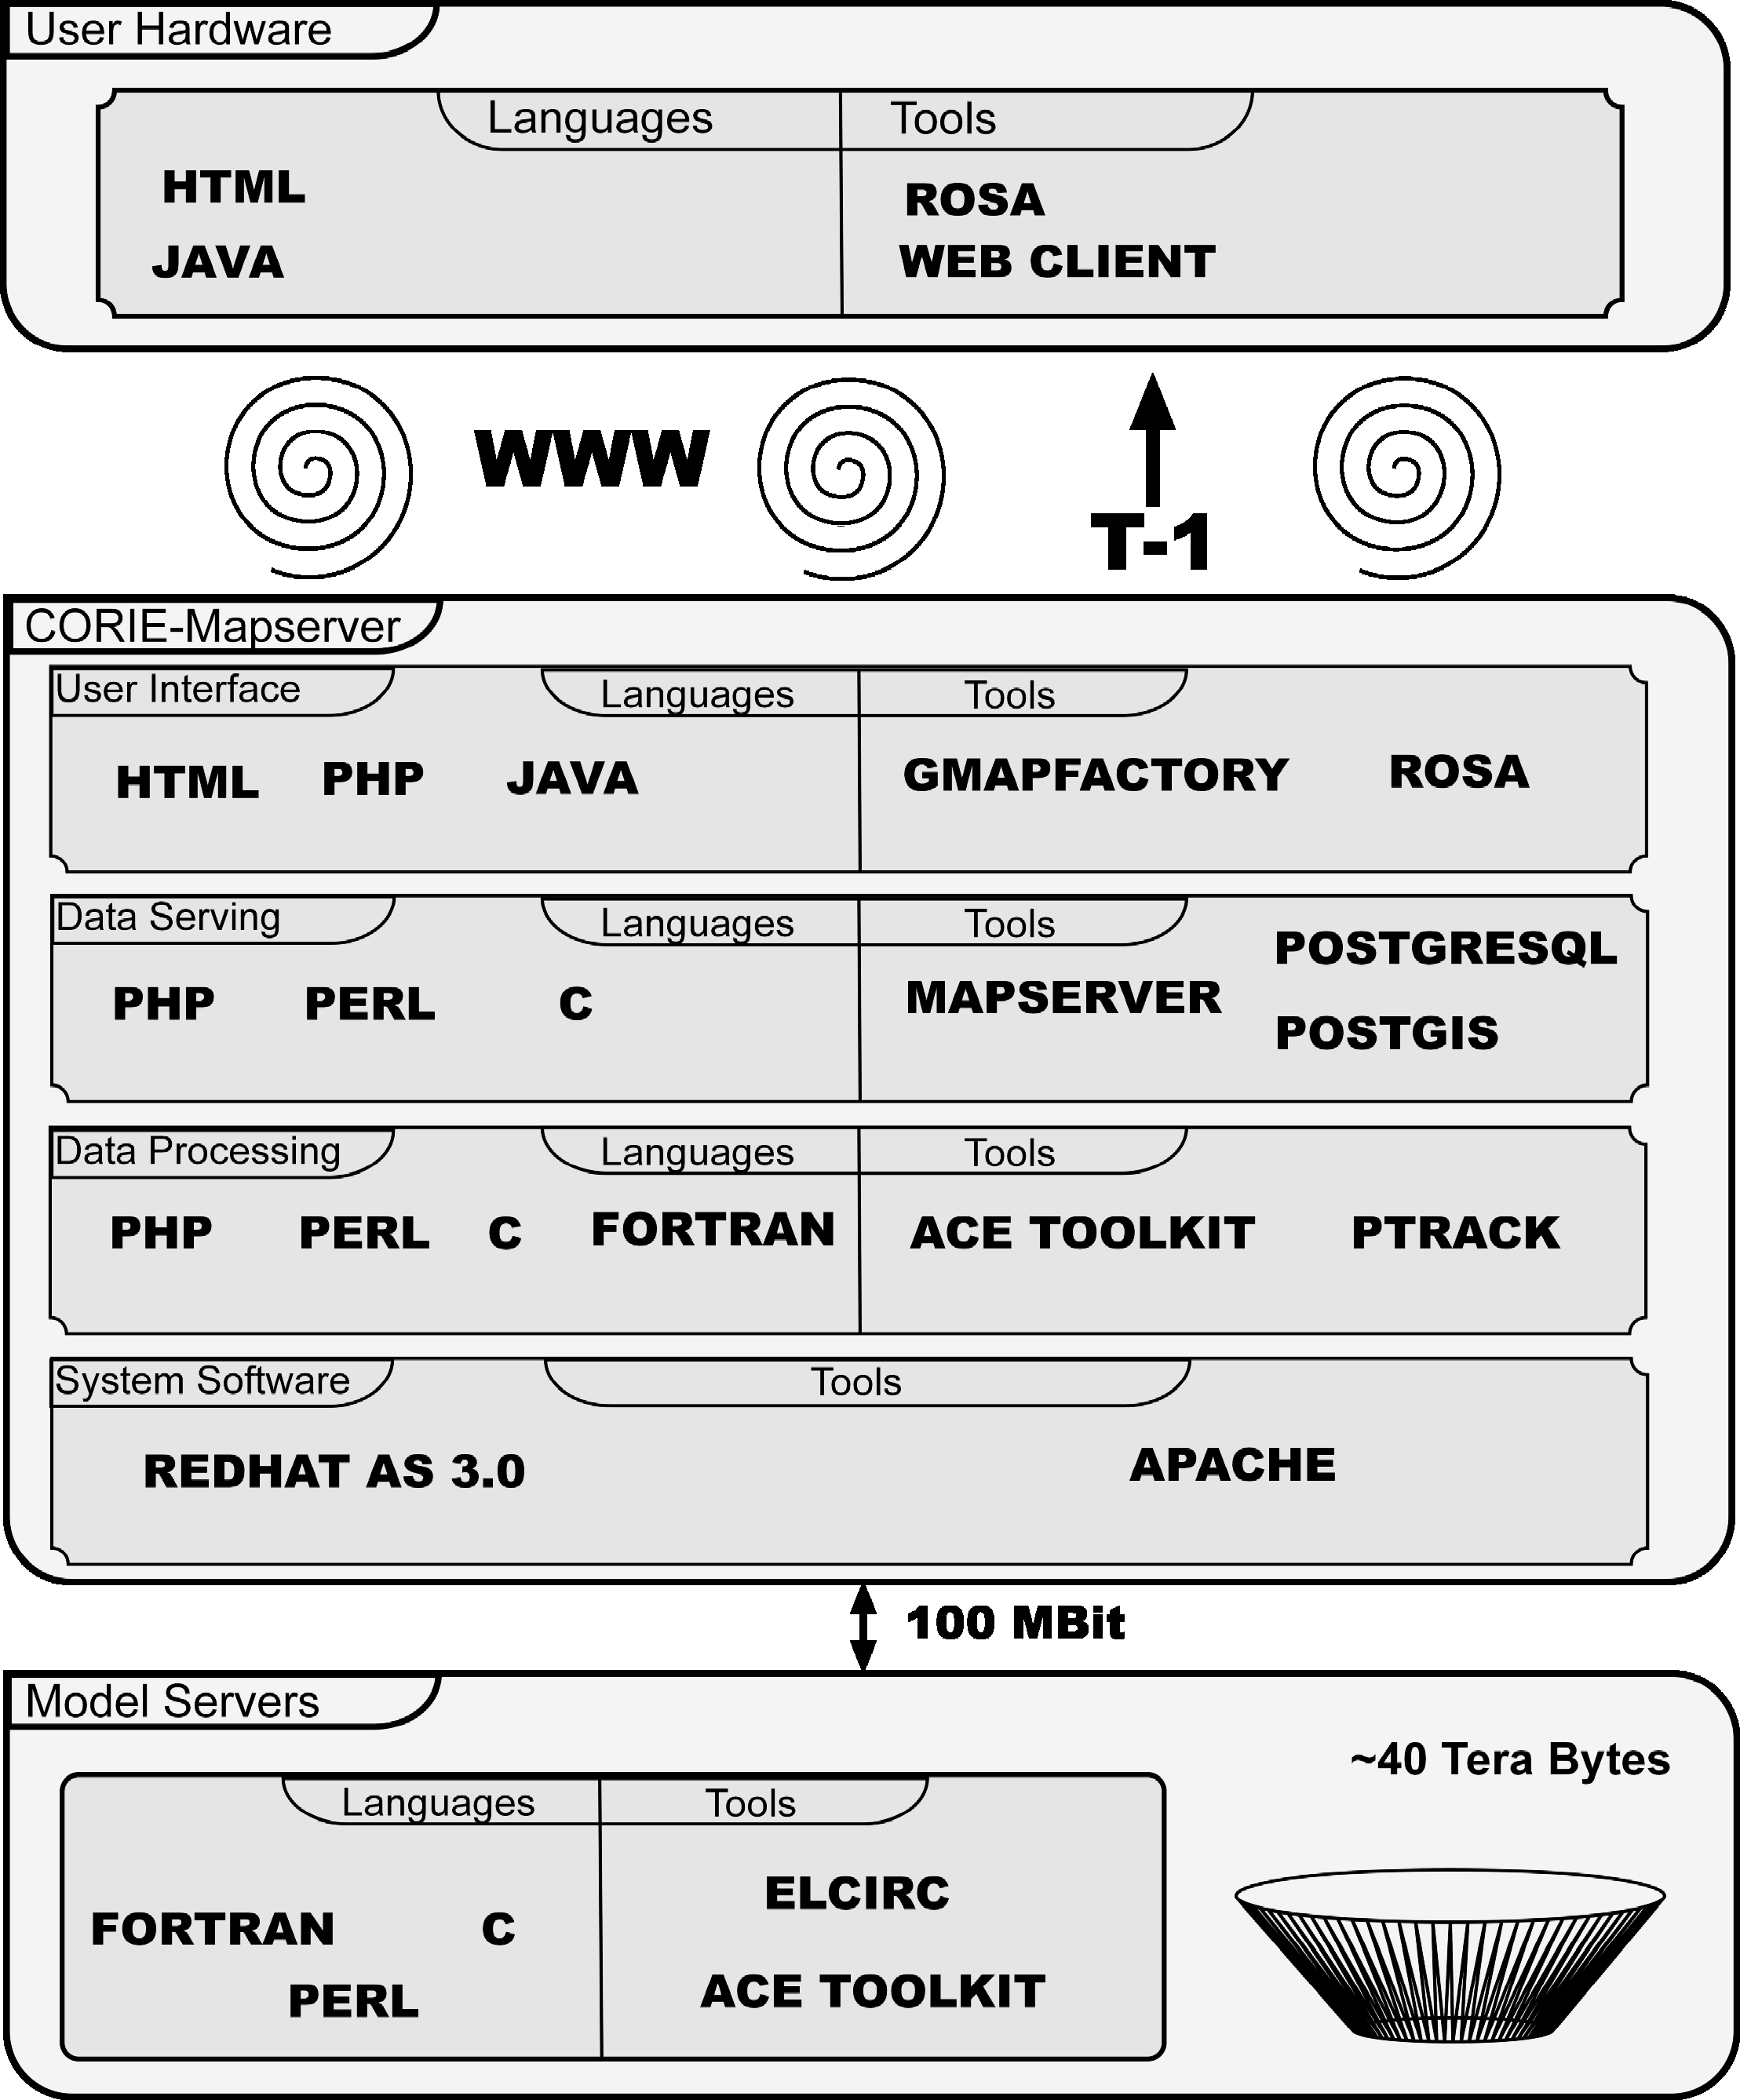 User Hardware
Languages
Tools
HTML
ROSA
JAVA
WEB CLIENT
WWW
T-1
CORIE-Mapserver
User Interface
Languages
Tools
HTML PHP JAVA
GMAPFACTORY ROSA
Data Serving
Languages
Tools
PHP PERL C
MAPSERVER
POSTGRESQL
POSTGIS
Data Processing
Languages
Tools
PHP PERL C FORTRAN
ACE TOOLKIT PTRACK
System Software
Tools
REDHAT AS 3.0
APACHE
100 MBit
Model Servers
~40 Tera Bytes
Languages
Tools
FORTRAN C
PERL
ELCIRC
ACE TOOLKIT